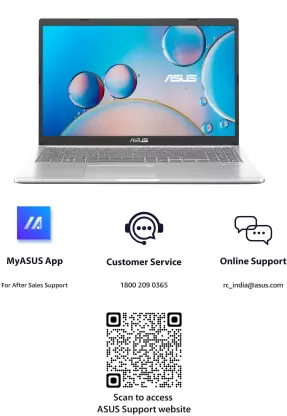 ASUS
ASUS
MyASUS App
Customer Service
Online Support
For After Sales Support
1800 209 0365
rc_india@asus.com
Scan to access
ASUS Support website